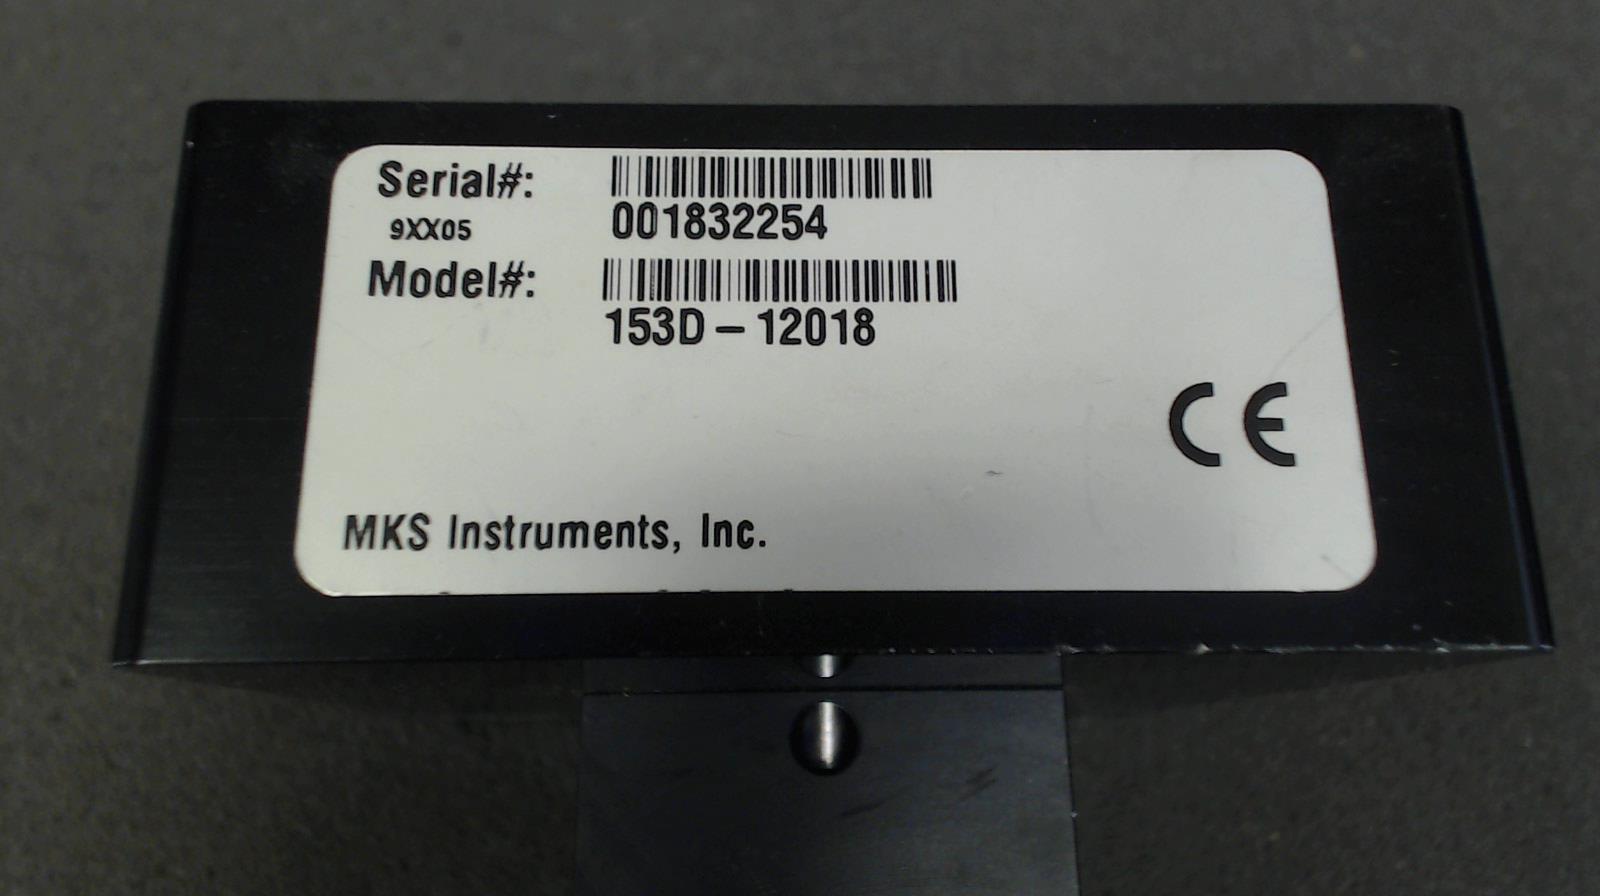 Serial#:
001832254
9XX05
Model#:
153D-12018
CE
MKS Instruments, Inc.